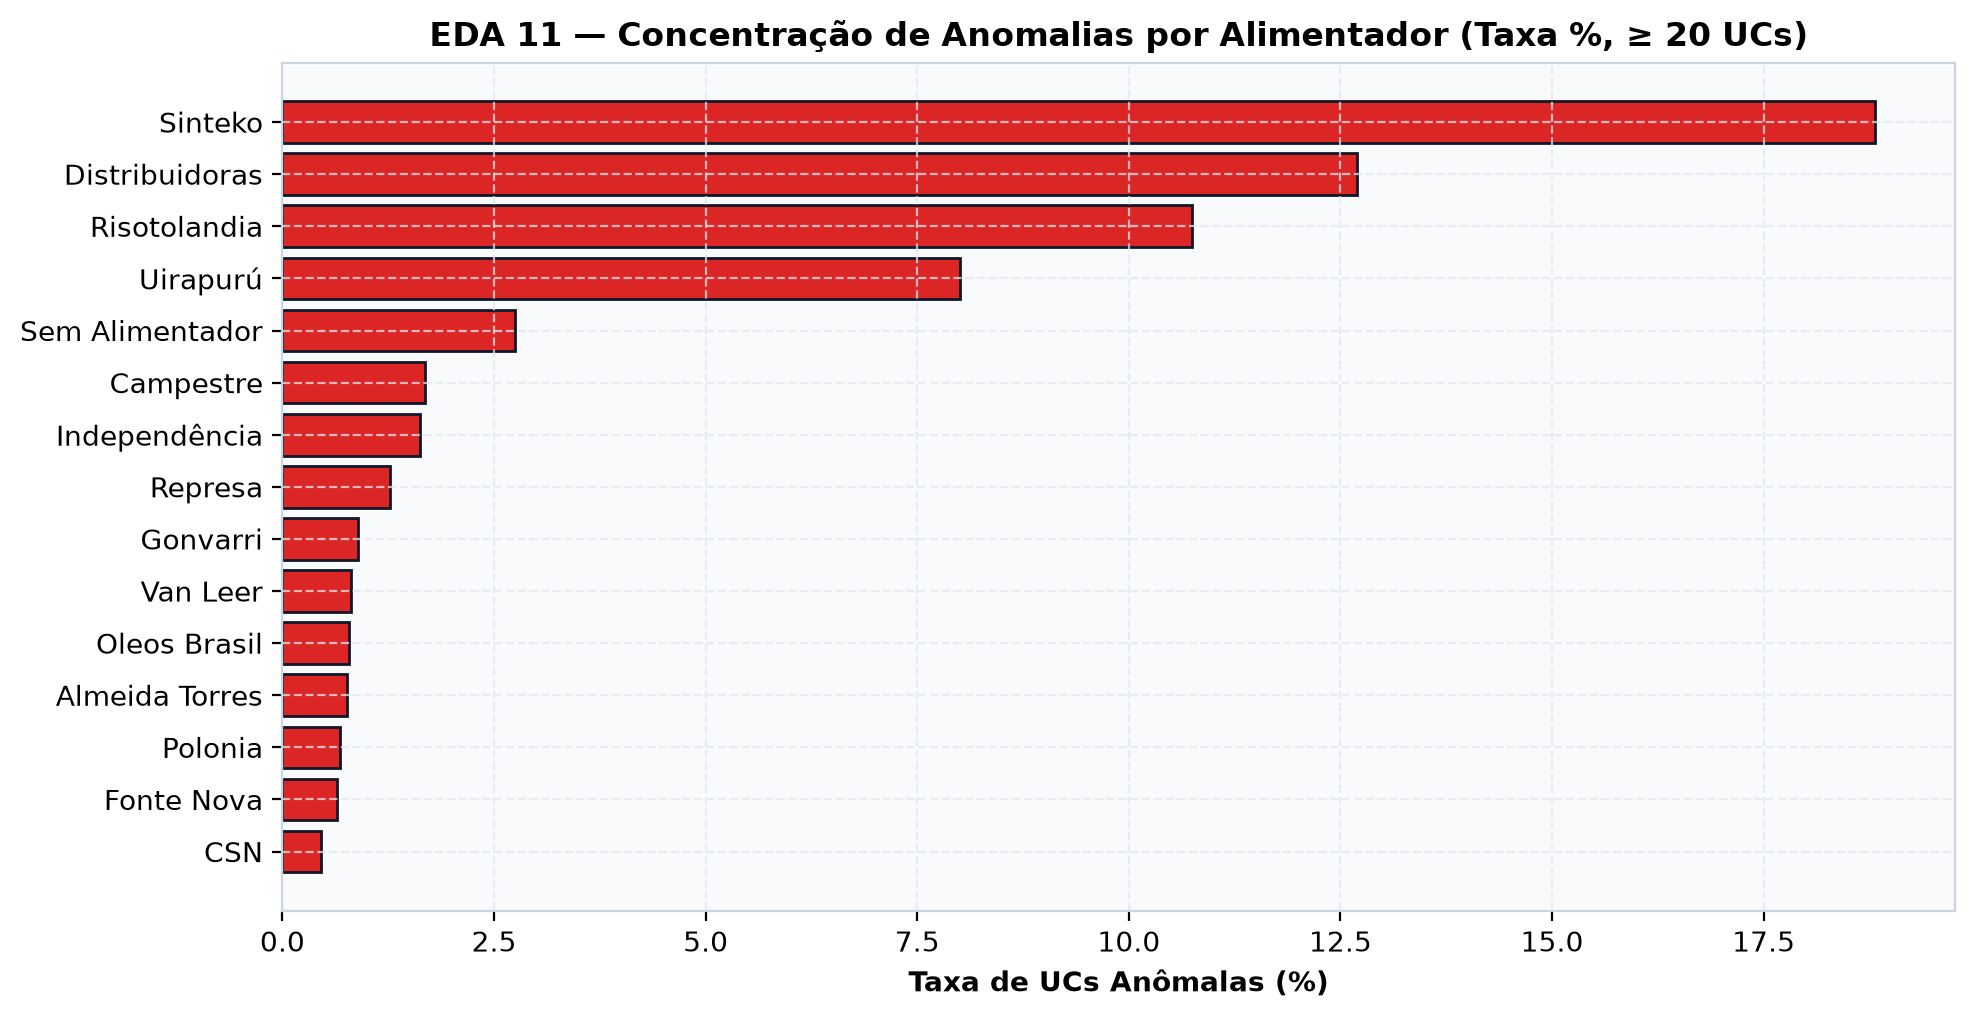 EDA 11 — Concentração de Anomalias por Alimentador (Taxa %, ≥ 20 UCs)
Sinteko
Distribuidoras
Risotolandia
Uirapurú
Sem Alimentador
Campestre
Independência
Represa
Gonvarri
Van Leer
Oleos Brasil
Almeida Torres
Polonia
Fonte Nova
CSN
0.0 2.5 5.0 7.5 10.0 12.5 15.0 17.5
Taxa de UCs Anômalas (%)